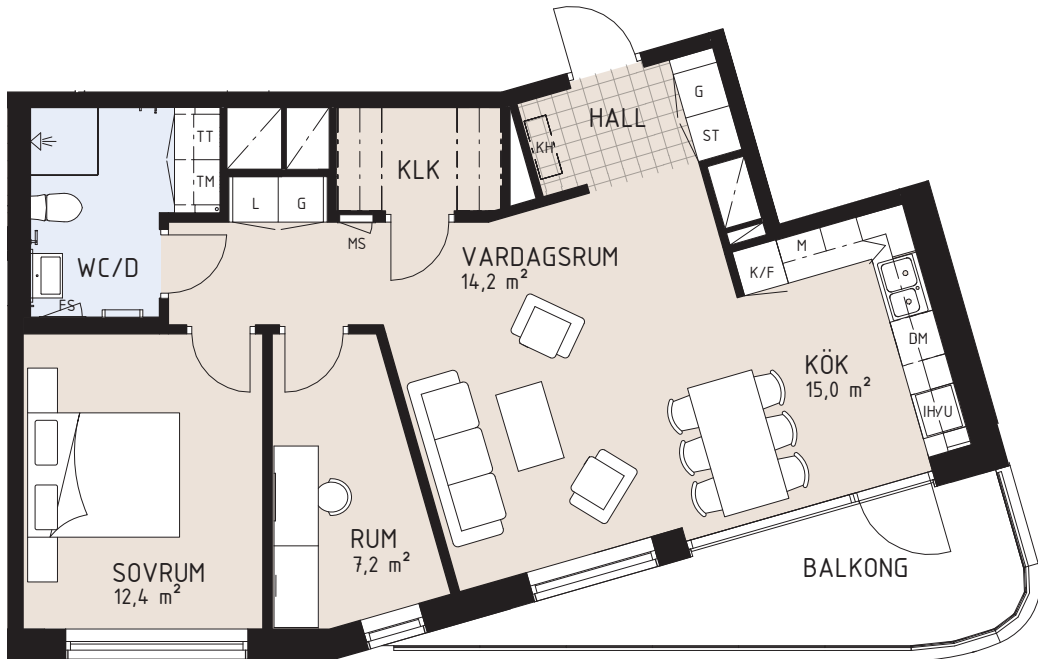 G
HALL
ST
TT
KH
KLK
TM
L
G
MS
M
VARDAGSRUM
14,2 m²
WC/D
K/F
FS
DM
KÖK
15,0 m²
IH/U
RUM
7,2 m²
SOVRUM
12,4 m²
BALKONG